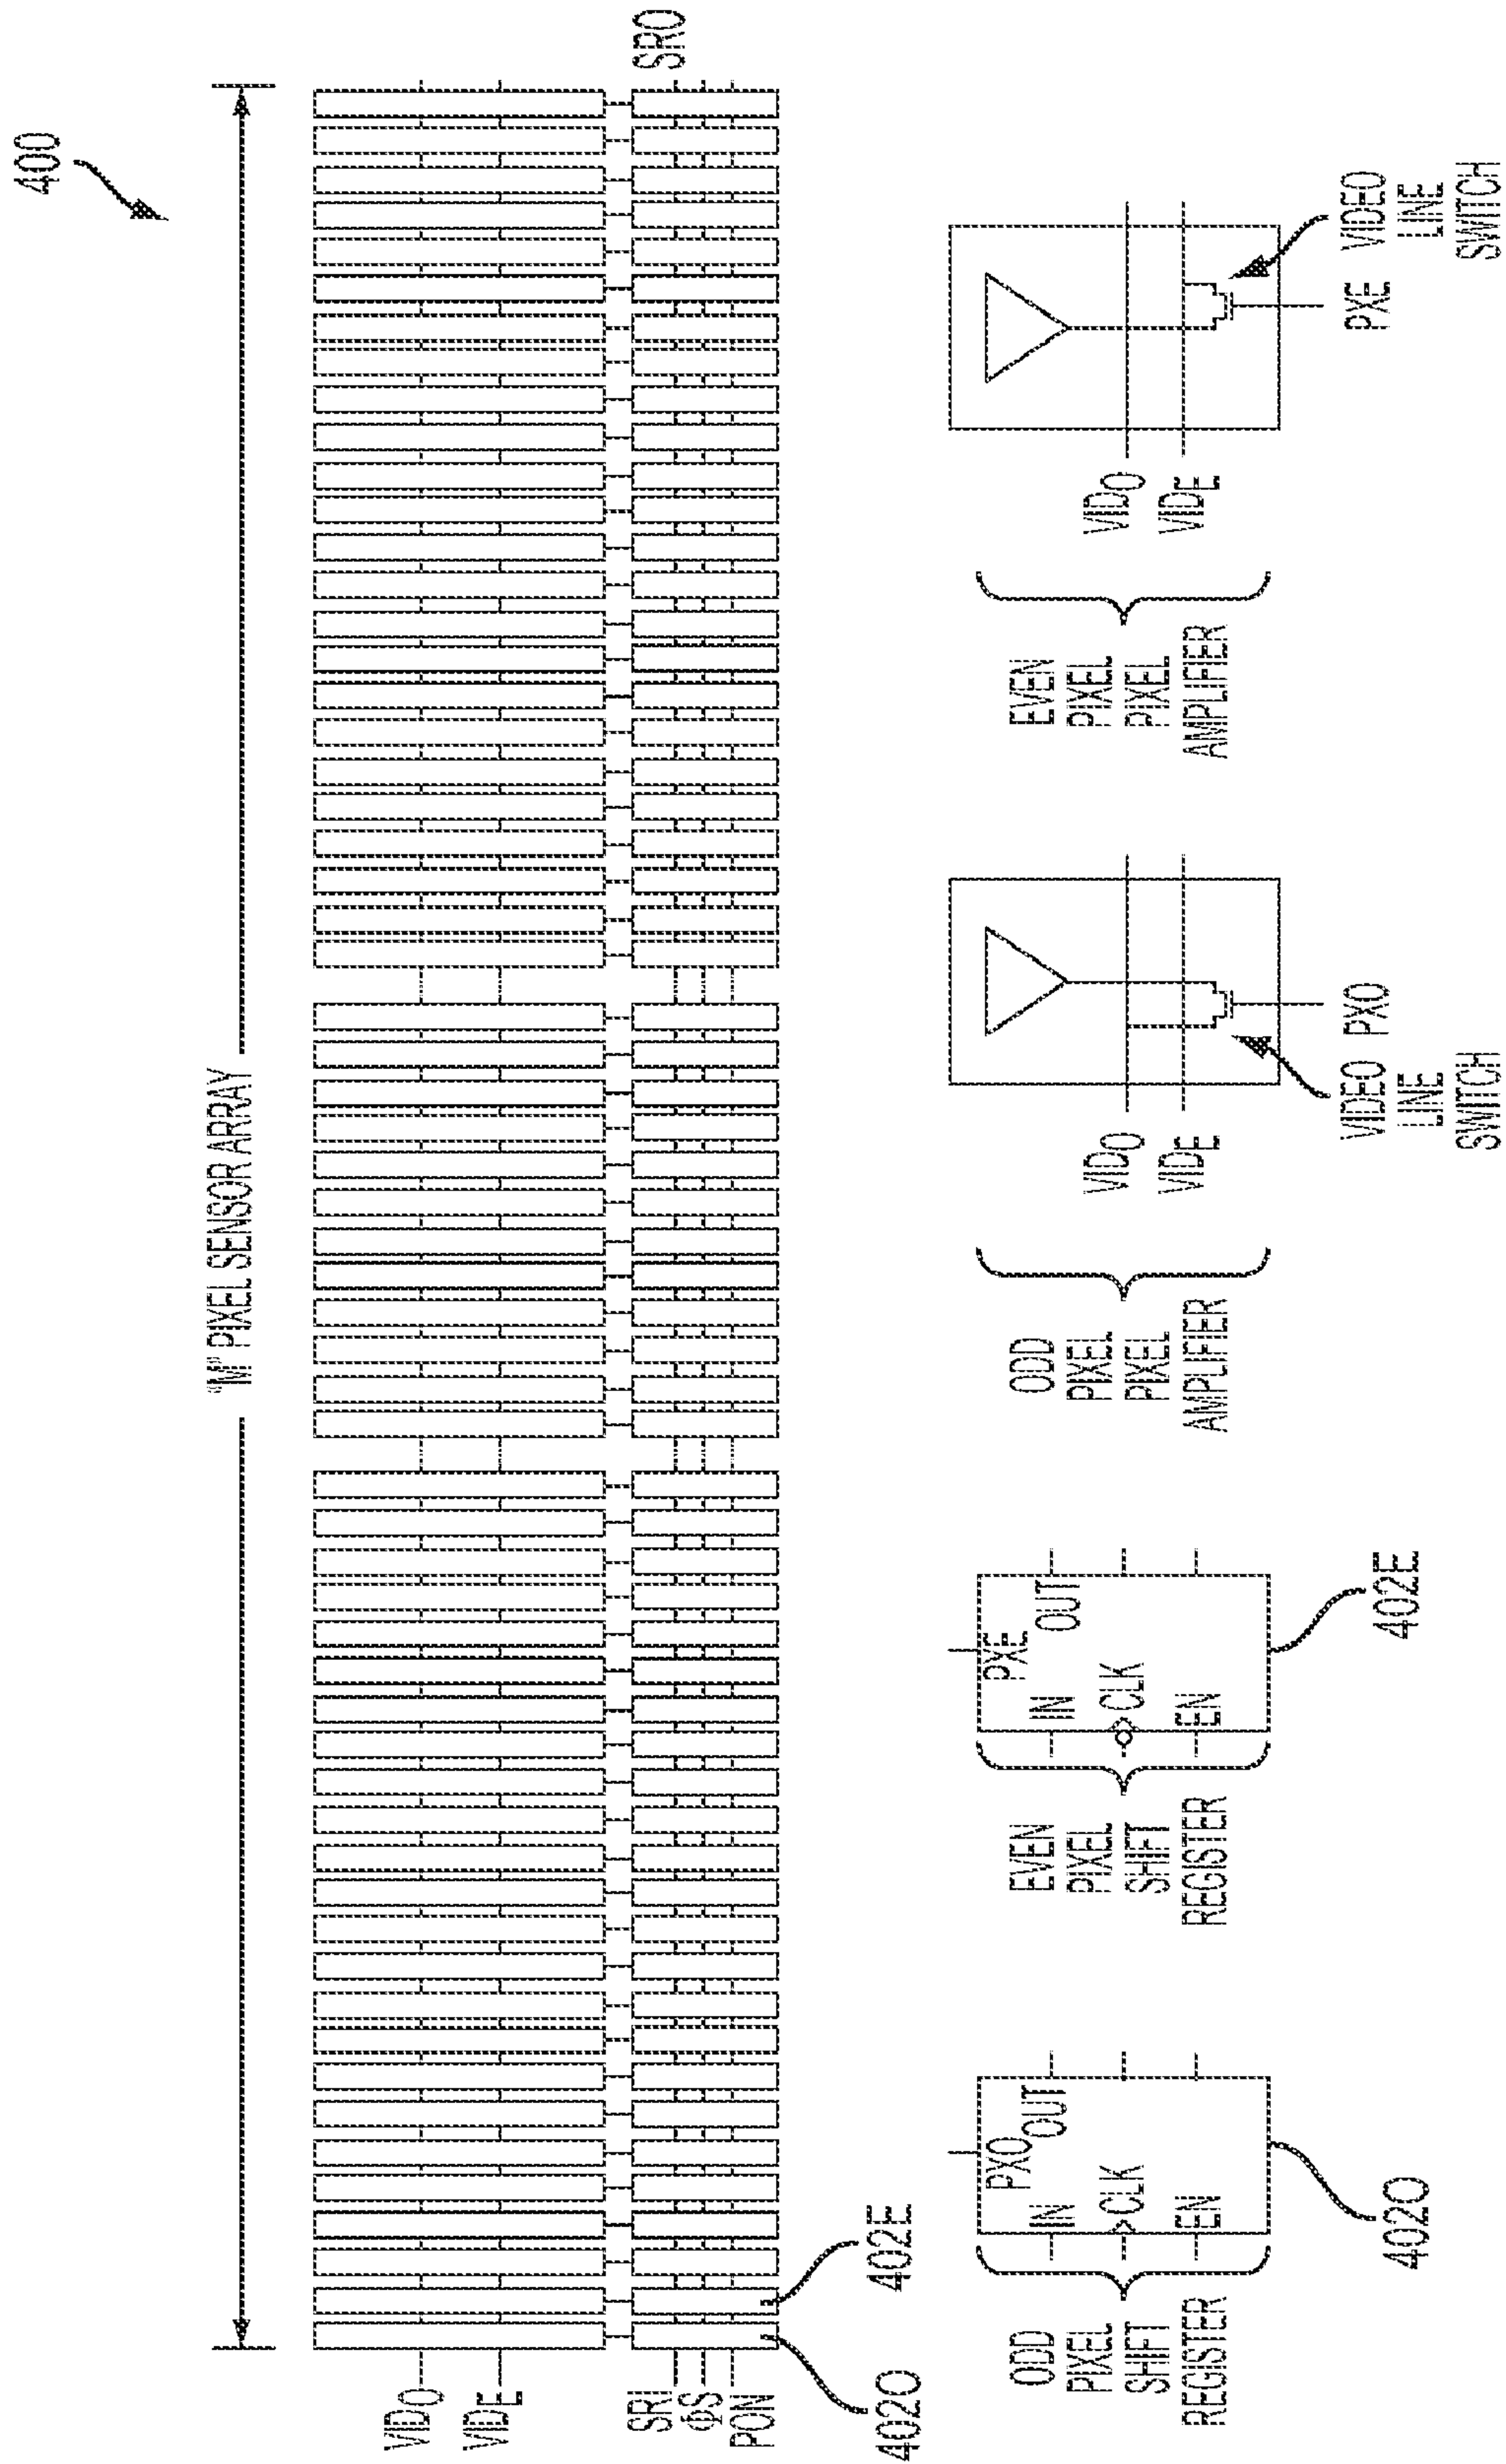 400
"M" PIXEL SENSOR ARRAY
VIDO
VIDE
SRI
ΦS
PON
SRO
402O
402E
ODD
PIXEL
SHIFT
REGISTER
PXO
IN
OUT
CLK
EN
402O
EVEN
PIXEL
SHIFT
REGISTER
PXE
IN
OUT
CLK
EN
402E
ODD
PIXEL
PIXEL
AMPLIFIER
VIDO
VIDE
VIDEO
LINE
SWITCH
PXO
EVEN
PIXEL
PIXEL
AMPLIFIER
VIDO
VIDE
PXE
VIDEO
LINE
SWITCH